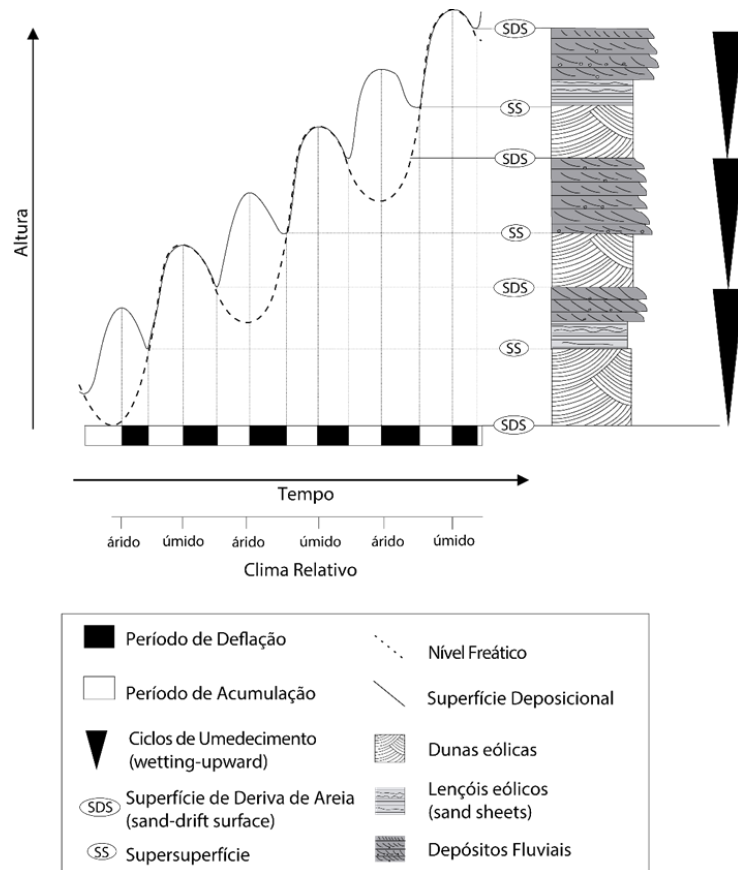 Altura
SDS
SS
SDS
SS
SDS
SS
SDS
Tempo
árido úmido árido úmido árido úmido
Clima Relativo
Período de Deflação
Período de Acumulação
Ciclos de Umedecimento
(wetting-upward)
SDS Superfície de Deriva de Areia
(sand-drift surface)
SS Supersuperfície
Nível Freático
Superfície Deposicional
Dunas eólicas
Lençóis eólicos
(sand sheets)
Depósitos Fluviais